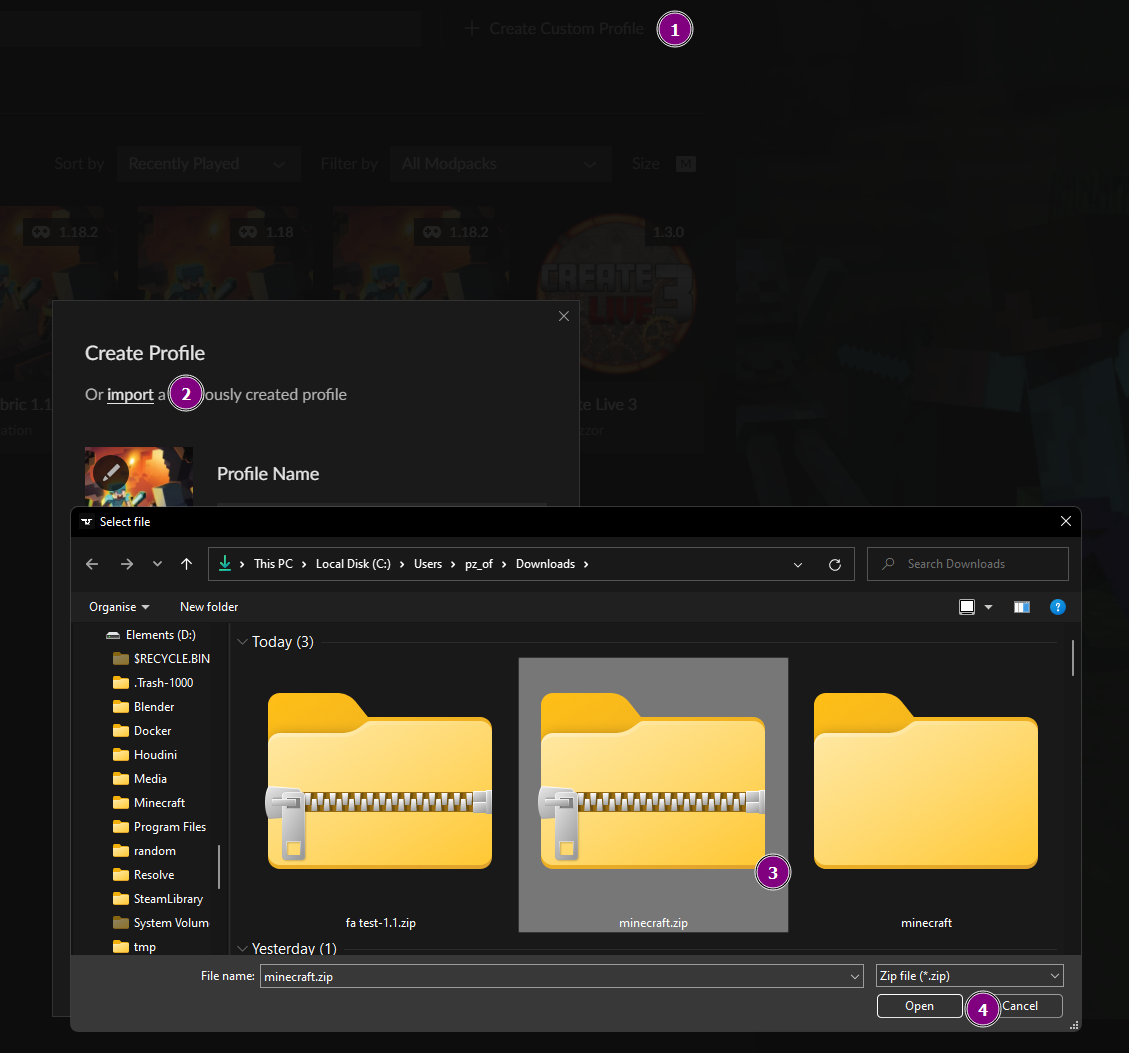 + Create Custom Profile
1
Sort by Recently Played Filter by All Modpacks Size M
1.18.2 1.18 1.18.2 1.3.0
CREATE LIVE 3
Create Profile
Or import a 2 ously created profile
bric 1.1 te Live 3
ation zzor
Profile Name
Select file
This PC > Local Disk (C:) > Users > pz_of > Downloads >
Search Downloads
Organise New folder ?
Elements (D:)
$RECYCLE.BIN
.Trash-1000
Blender
Docker
Houdini
Media
Minecraft
Program Files
random
Resolve
SteamLibrary
System Volum
tmp
Today (3)
3
fa test-1.1.zip minecraft.zip minecraft
Yesterday (1)
File name: minecraft.zip Zip file (*.zip)
Open 4 Cancel